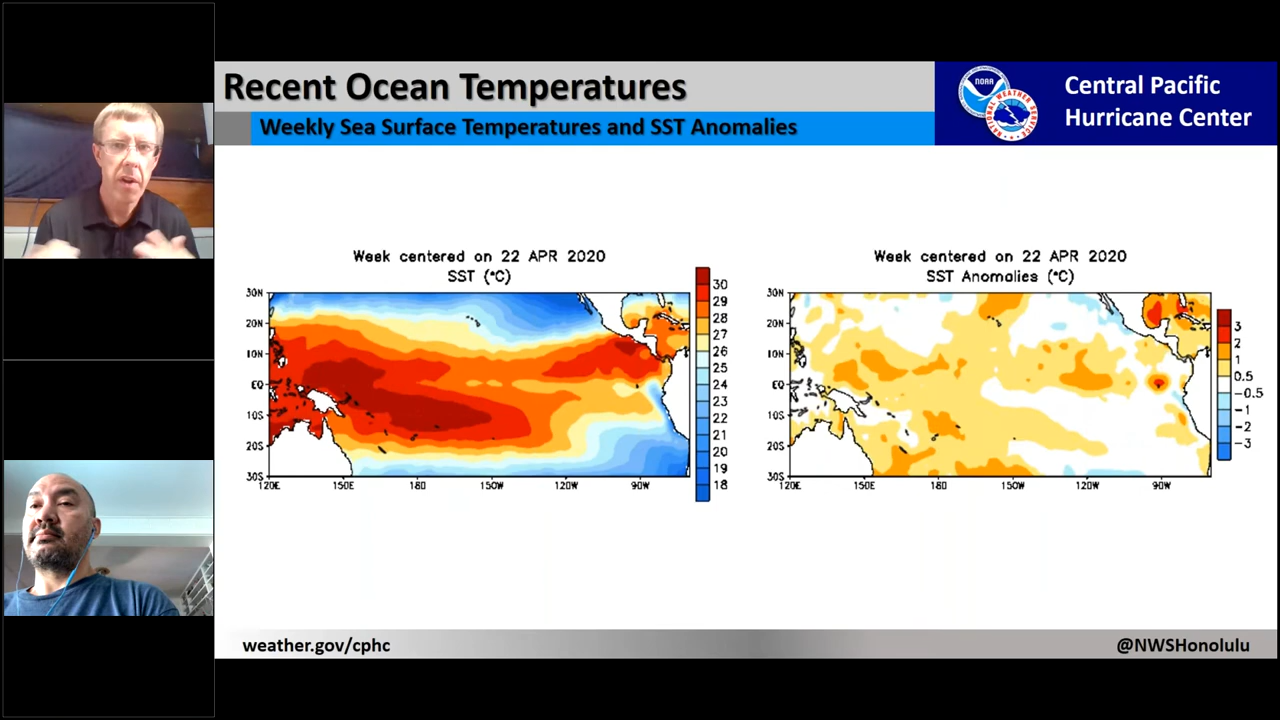 Recent Ocean Temperatures
Weekly Sea Surface Temperatures and SST Anomalies
NOAA
NATIONAL WEATHER SERVICE
Central Pacific
Hurricane Center
Week centered on 22 APR 2020
SST (°C)
30N
20N
10N
EQ
10S
20S
30S
120E 150E 180 150W 120W 90W
30
29
28
27
26
25
24
23
22
21
20
19
18
Week centered on 22 APR 2020
SST Anomalies (°C)
30N
20N
10N
EQ
10S
20S
30S
120E 150E 180 150W 120W 90W
3
2
1
0.5
-0.5
-1
-2
-3
weather.gov/cphc
@NWSHonolulu